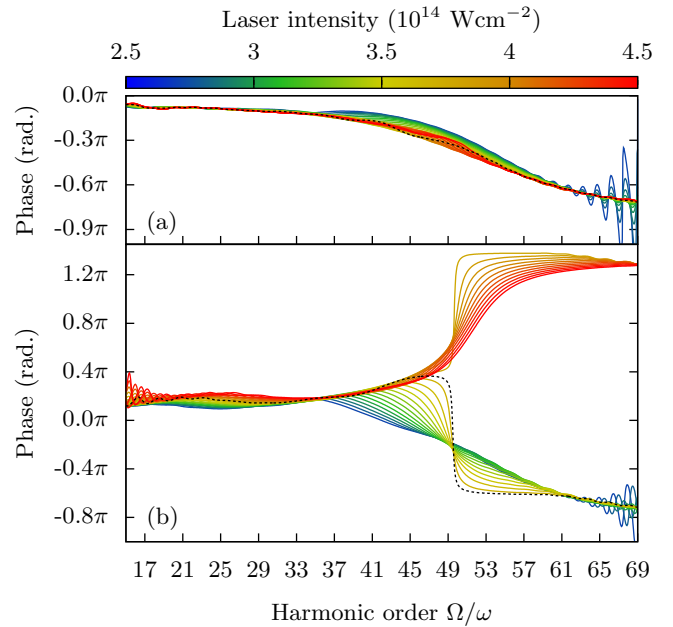 Laser intensity (10¹⁴ Wcm⁻²)
2.5 3 3.5 4 4.5
Phase (rad.)
0.0π
-0.3π
-0.6π
-0.9π
(a)
Phase (rad.)
1.2π
0.8π
0.4π
0.0π
-0.4π
-0.8π
(b)
17 21 25 29 33 37 41 45 49 53 57 61 65 69
Harmonic order Ω/ω